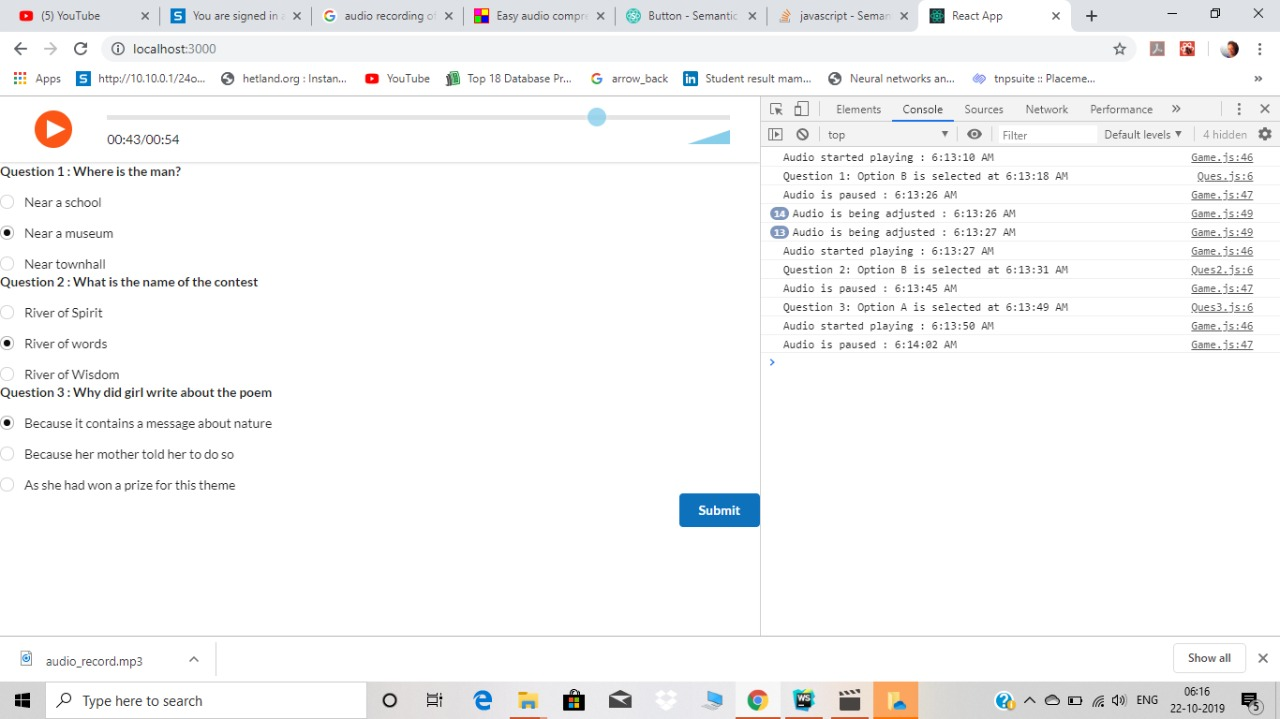 (5) YouTube
You are signed in a
audio recording of
Easy audio compre
Button - Semantic
javascript - Seman
React App
localhost:3000
Apps
http://10.10.0.1/24o...
hetland.org : Instan...
YouTube
Top 18 Database Pr...
arrow_back
Student result mam...
Neural networks an...
tnpsuite :: Placeme...
»
00:43/00:54
Question 1 : Where is the man?
Near a school
Near a museum
Near townhall
Question 2 : What is the name of the contest
River of Spirit
River of words
River of Wisdom
Question 3 : Why did girl write about the poem
Because it contains a message about nature
Because her mother told her to do so
As she had won a prize for this theme
Submit
Elements Console Sources Network Performance »
top Filter Default levels 4 hidden
Audio started playing : 6:13:10 AM Game.js:46
Question 1: Option B is selected at 6:13:18 AM Ques.js:6
Audio is paused : 6:13:26 AM Game.js:47
14 Audio is being adjusted : 6:13:26 AM Game.js:49
13 Audio is being adjusted : 6:13:27 AM Game.js:49
Audio started playing : 6:13:27 AM Game.js:46
Question 2: Option B is selected at 6:13:31 AM Ques2.js:6
Audio is paused : 6:13:45 AM Game.js:47
Question 3: Option A is selected at 6:13:49 AM Ques3.js:6
Audio started playing : 6:13:50 AM Game.js:46
Audio is paused : 6:14:02 AM Game.js:47
audio_record.mp3
Show all
Type here to search
ENG
06:16
22-10-2019
5